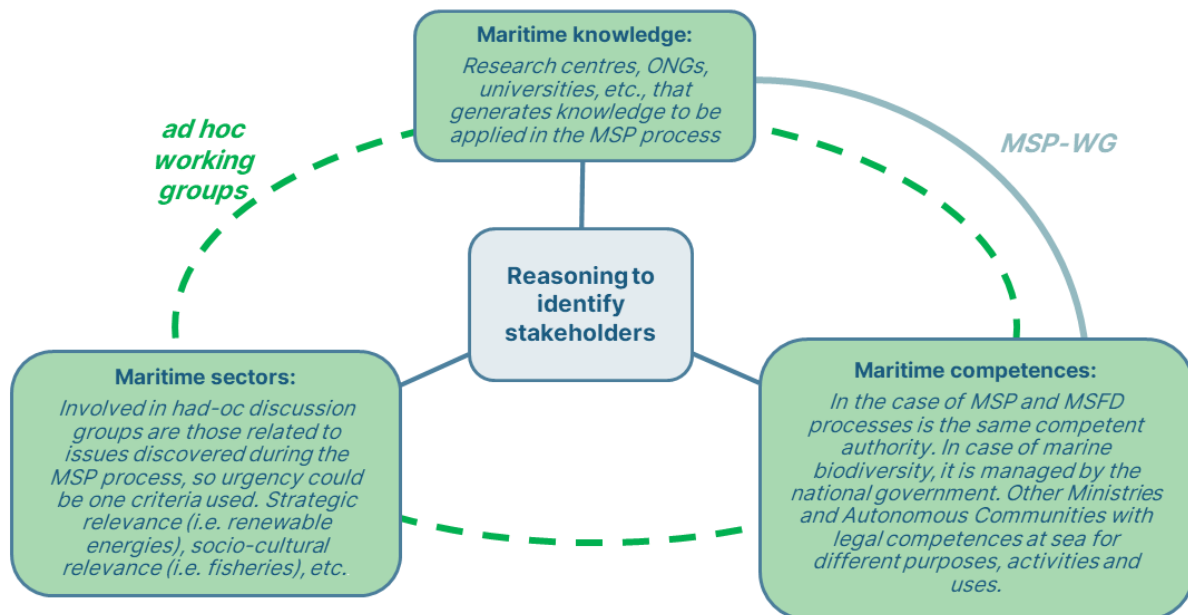 Maritime knowledge:
Research centres, ONGs,
universities, etc., that
generates knowledge to be
applied in the MSP process
ad hoc
working
groups
MSP-WG
Reasoning to
identify
stakeholders
Maritime sectors:
Involved in had-oc discussion
groups are those related to
issues discovered during the
MSP process, so urgency could
be one criteria used. Strategic
relevance (i.e. renewable
energies), socio-cultural
relevance (i.e. fisheries), etc.
Maritime competences:
In the case of MSP and MSFD
processes is the same competent
authority. In case of marine
biodiversity, it is managed by the
national government. Other Ministries
and Autonomous Communities with
legal competences at sea for
different purposes, activities and
uses.